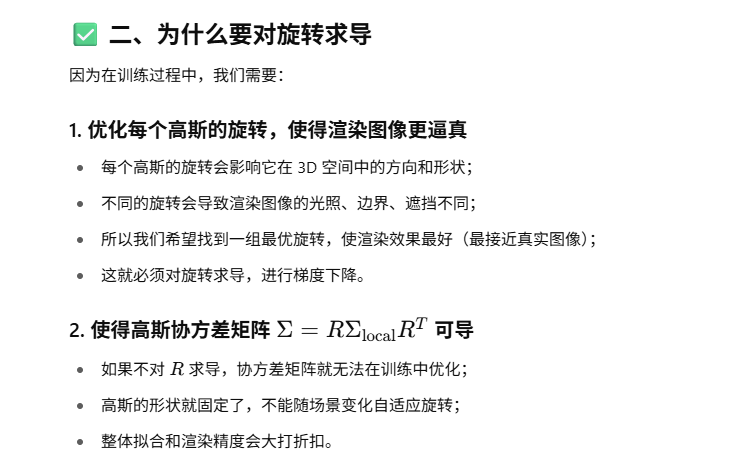 ✅ 二、为什么要对旋转求导
因为在训练过程中，我们需要：
1. 优化每个高斯的旋转，使得渲染图像更逼真
• 每个高斯的旋转会影响它在 3D 空间中的方向和形状；
• 不同的旋转会导致渲染图像的光照、边界、遮挡不同；
• 所以我们希望找到一组最优旋转，使渲染效果最好（最接近真实图像）；
• 这就必须对旋转求导，进行梯度下降。
2. 使得高斯协方差矩阵 Σ = RΣ_local R^T 可导
• 如果不对 R 求导，协方差矩阵就无法在训练中优化；
• 高斯的形状就固定了，不能随场景变化自适应旋转；
• 整体拟合和渲染精度会大打折扣。